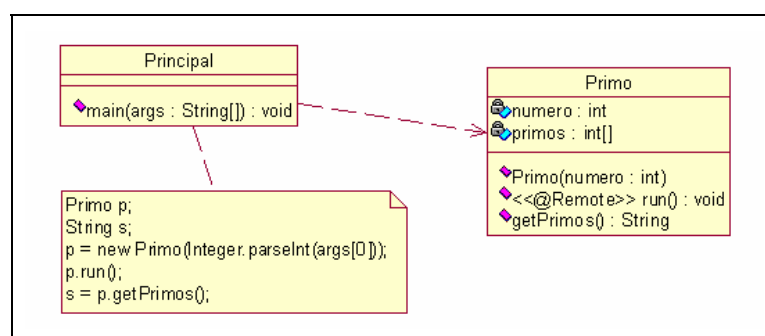 Principal
main(args : String[]) : void
Primo
numero : int
primos : int[]
Primo(numero : int)
<<@Remote>> run() : void
getPrimos() : String
Primo p;
String s;
p = new Primo(Integer.parseInt(args[0]));
p.run();
s = p.getPrimos();